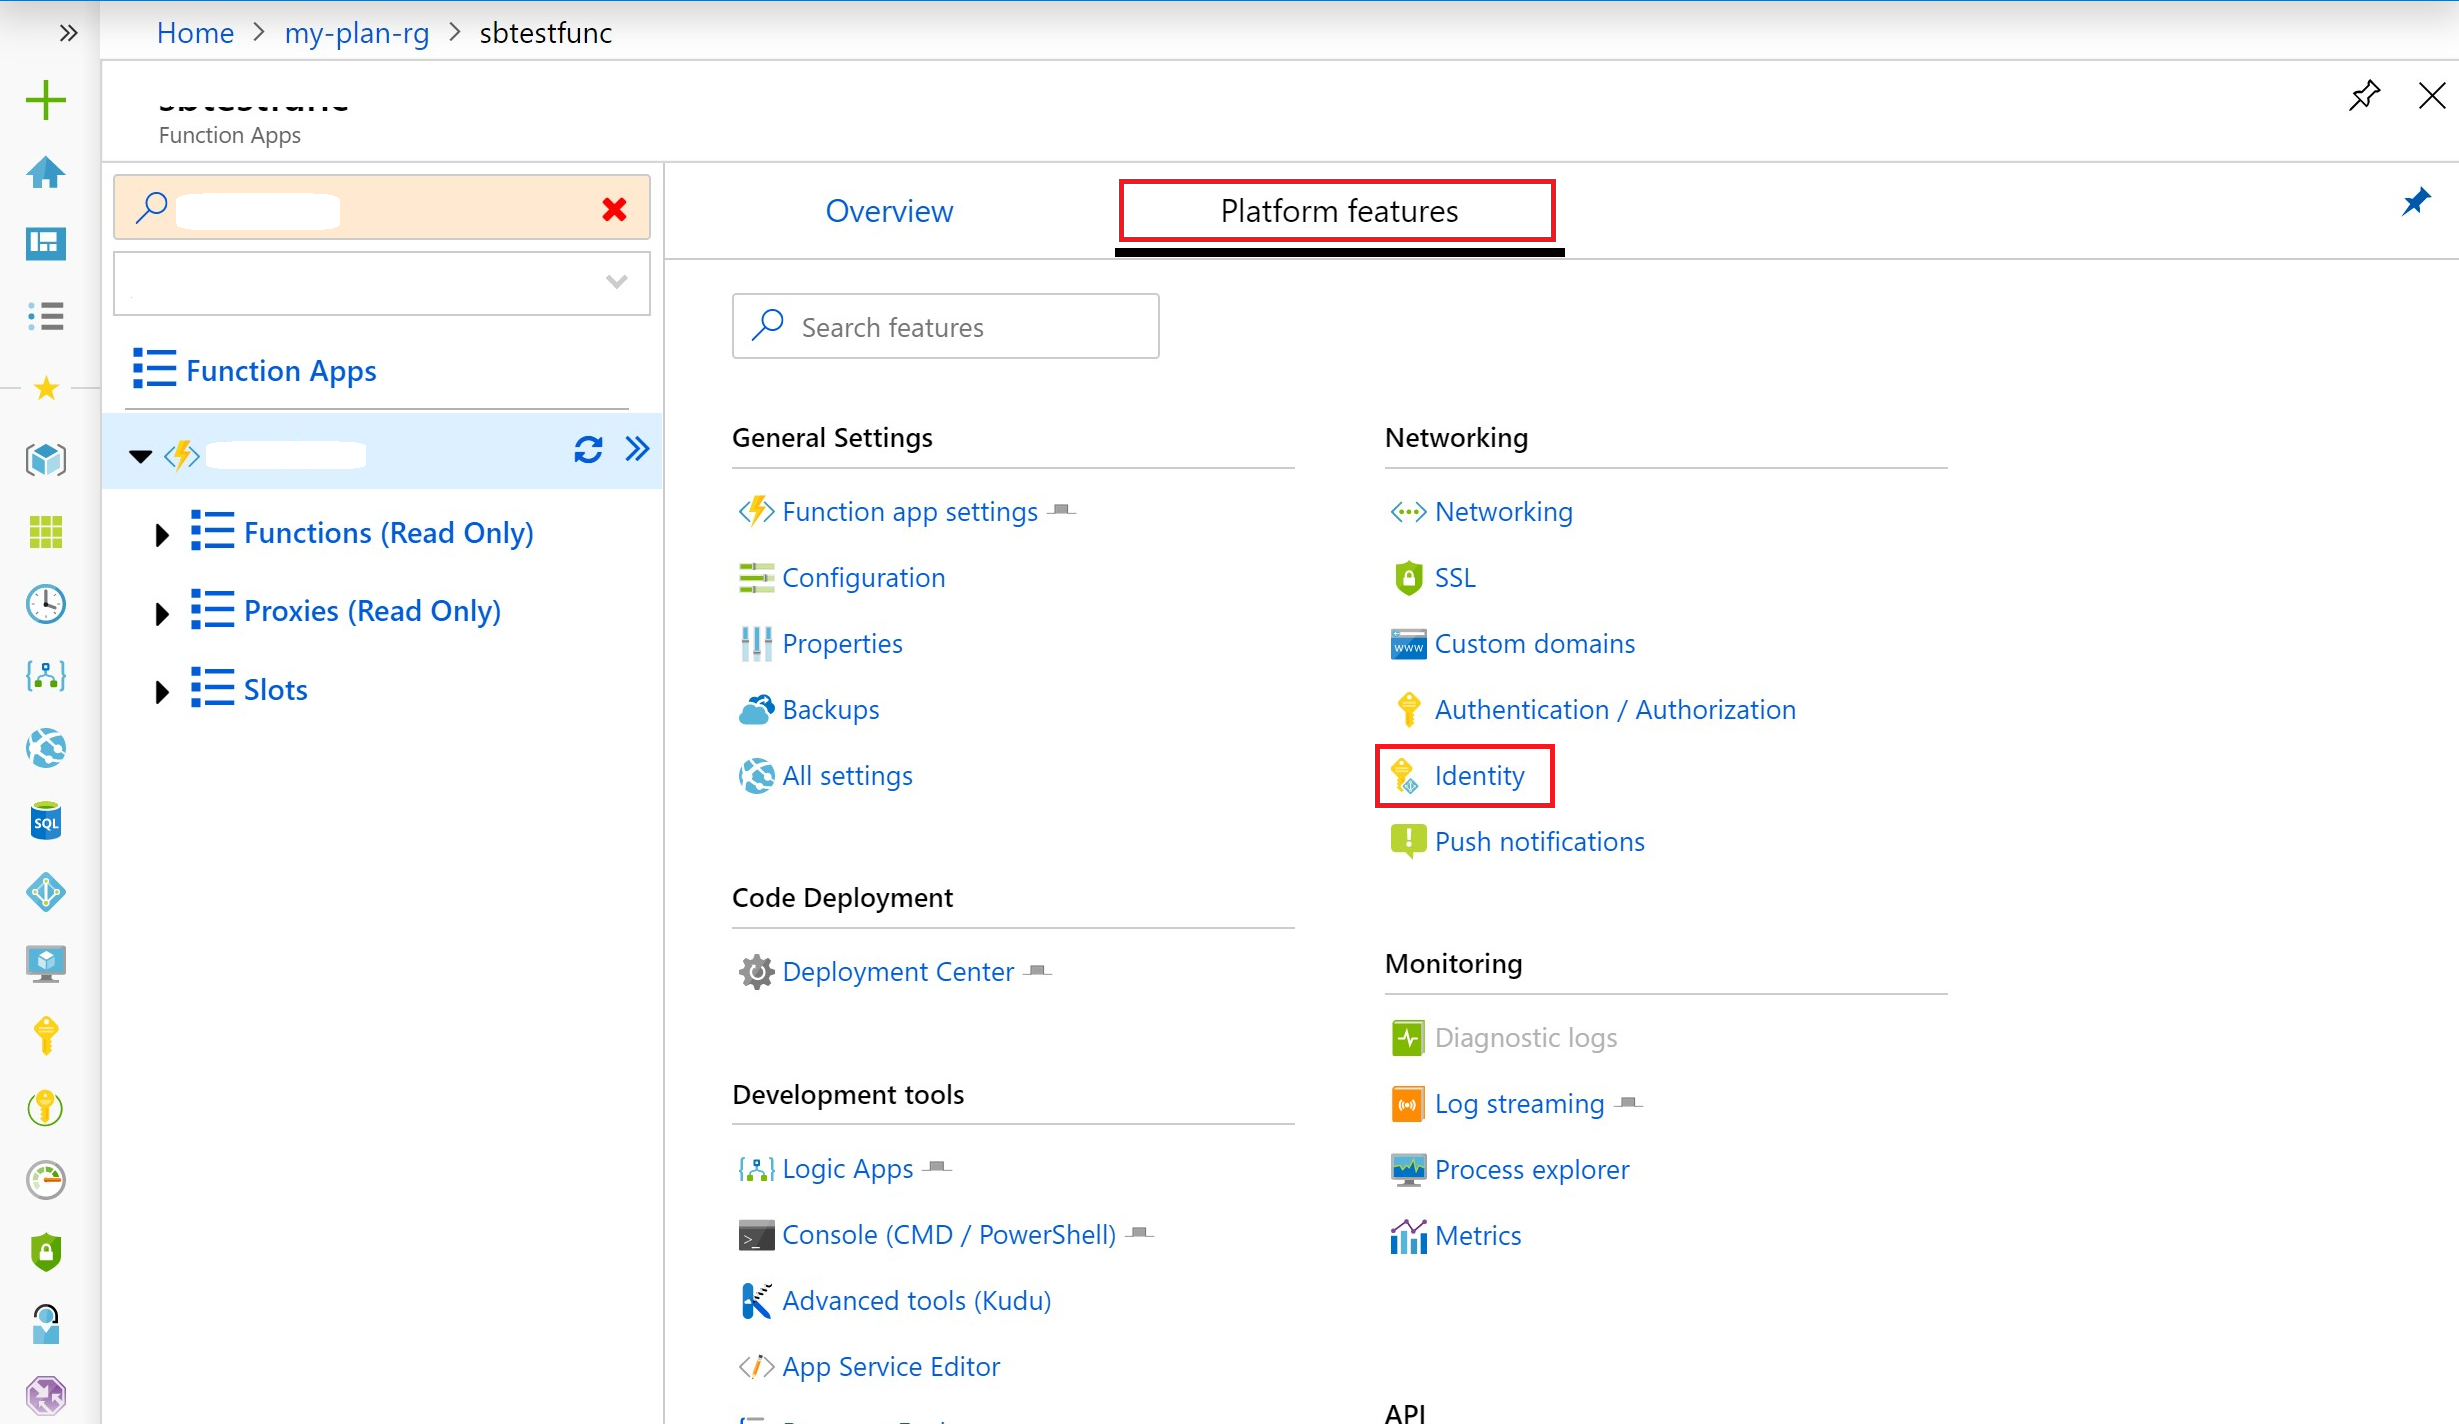 Home > my-plan-rg > sbtestfunc
sbtestfunc
Function Apps
Overview
Platform features
Search features
Function Apps
Functions (Read Only)
Proxies (Read Only)
Slots
General Settings
Function app settings
Configuration
Properties
Backups
All settings
Code Deployment
Deployment Center
Development tools
Logic Apps
Console (CMD / PowerShell)
Advanced tools (Kudu)
App Service Editor
Networking
Networking
SSL
www
Custom domains
Authentication / Authorization
Identity
Push notifications
Monitoring
Diagnostic logs
Log streaming
Process explorer
Metrics
API
SQL